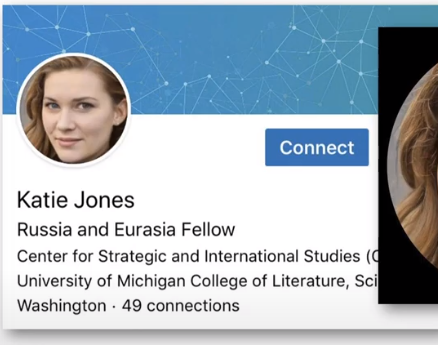 Connect
Katie Jones
Russia and Eurasia Fellow
Center for Strategic and International Studies (
University of Michigan College of Literature,
Washington · 49 connections